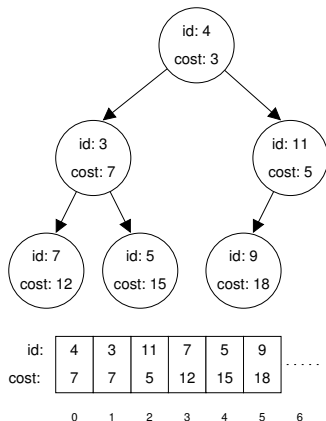 id: 4
cost: 3
id: 3
cost: 7
id: 11
cost: 5
id: 7
cost: 12
id: 5
cost: 15
id: 9
cost: 18
id: 4 3 11 7 5 9 .....
cost: 7 7 5 12 15 18
0 1 2 3 4 5 6